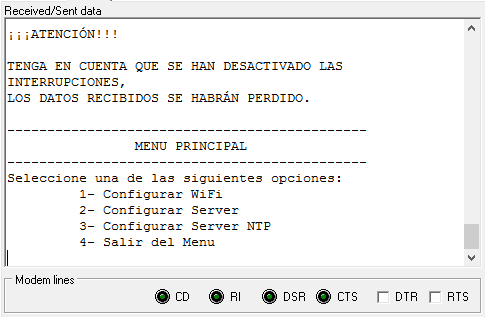 Received/Sent data
¡¡¡ATENCIÓN!!!
TENGA EN CUENTA QUE SE HAN DESACTIVADO LAS
INTERRUPCIONES,
LOS DATOS RECIBIDOS SE HABRÁN PERDIDO.
---------------------------------------------
MENU PRINCIPAL
---------------------------------------------
Seleccione una de las siguientes opciones:
1- Configurar WiFi
2- Configurar Server
3- Configurar Server NTP
4- Salir del Menu
Modem lines
CD RI DSR CTS DTR RTS